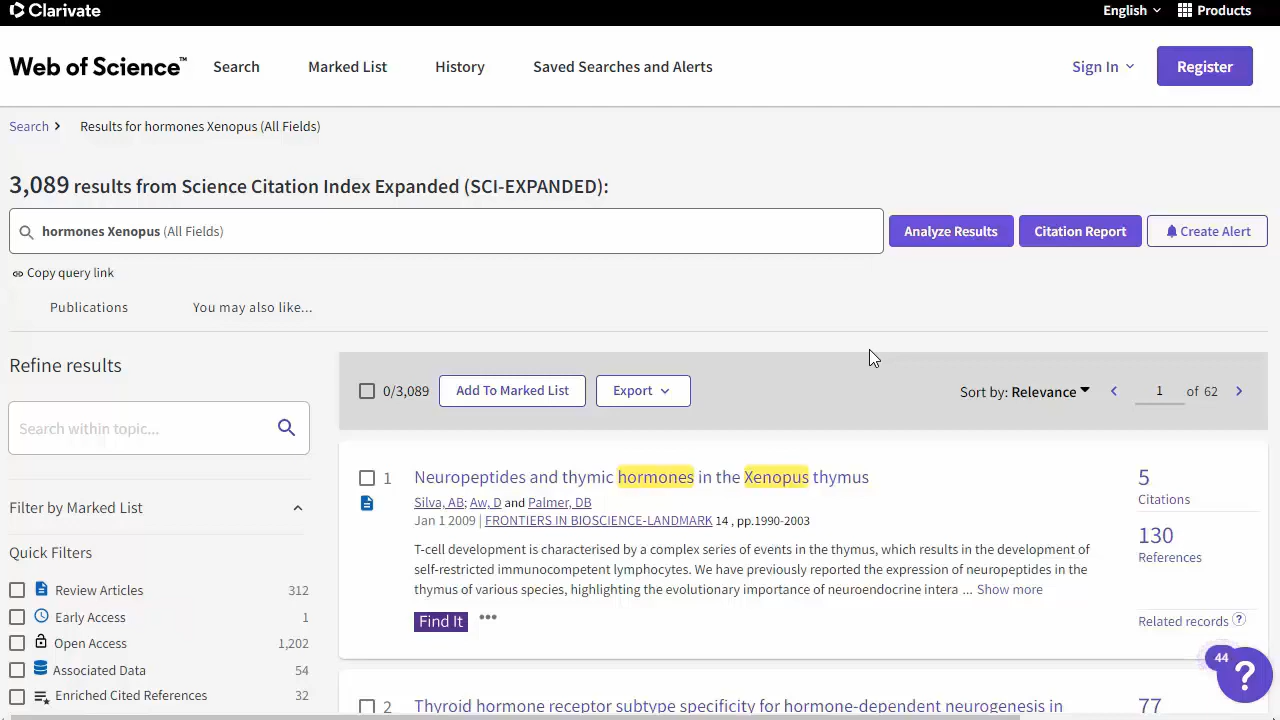 Clarivate
English
Products
Web of Science™
Search
Marked List
History
Saved Searches and Alerts
Sign In
Register
Search
Results for hormones Xenopus (All Fields)
3,089 results from Science Citation Index Expanded (SCI-EXPANDED):
hormones Xenopus (All Fields)
Analyze Results
Citation Report
Create Alert
Copy query link
Publications
You may also like...
Refine results
Search within topic...
Filter by Marked List
Quick Filters
Review Articles 312
Early Access 1
Open Access 1,202
Associated Data 54
Enriched Cited References 32
0/3,089
Add To Marked List
Export
Sort by: Relevance
1 of 62
1
Neuropeptides and thymic hormones in the Xenopus thymus
Silva, AB; Aw, D and Palmer, DB
Jan 1 2009 | FRONTIERS IN BIOSCIENCE-LANDMARK 14 , pp.1990-2003
T-cell development is characterised by a complex series of events in the thymus, which results in the development of
self-restricted immunocompetent lymphocytes. We have previously reported the expression of neuropeptides in the
thymus of various species, highlighting the evolutionary importance of neuroendocrine intera ... Show more
Find It
5
Citations
130
References
Related records ?
44
?
2
Thyroid hormone receptor subtype specificity for hormone-dependent neurogenesis in
77